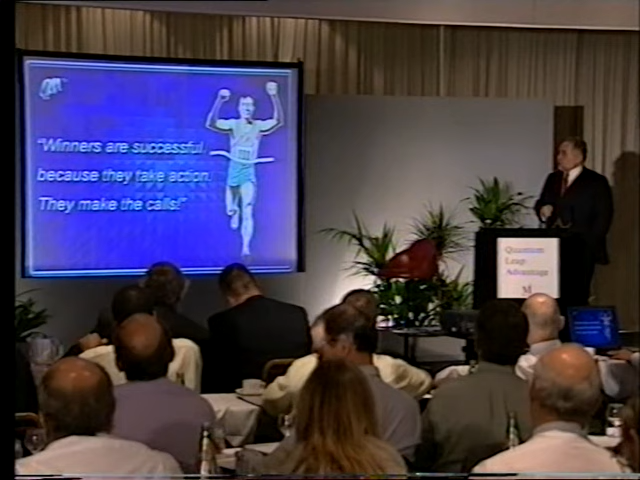 "Winners are successful
because they take action.
They make the calls!"
Quantum
Leap
Advantage
M